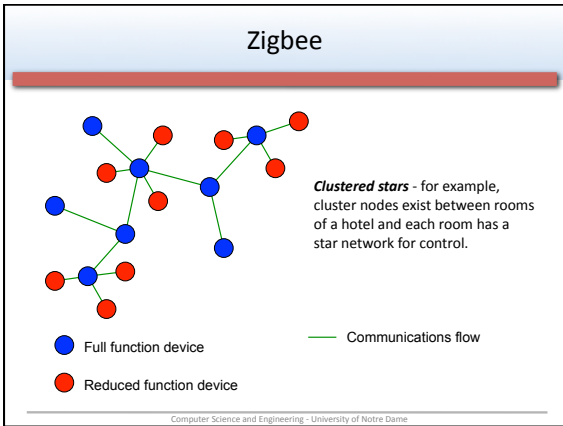 Zigbee
Clustered stars - for example,
cluster nodes exist between rooms
of a hotel and each room has a
star network for control.
Full function device
Communications flow
Reduced function device
Computer Science and Engineering - University of Notre Dame